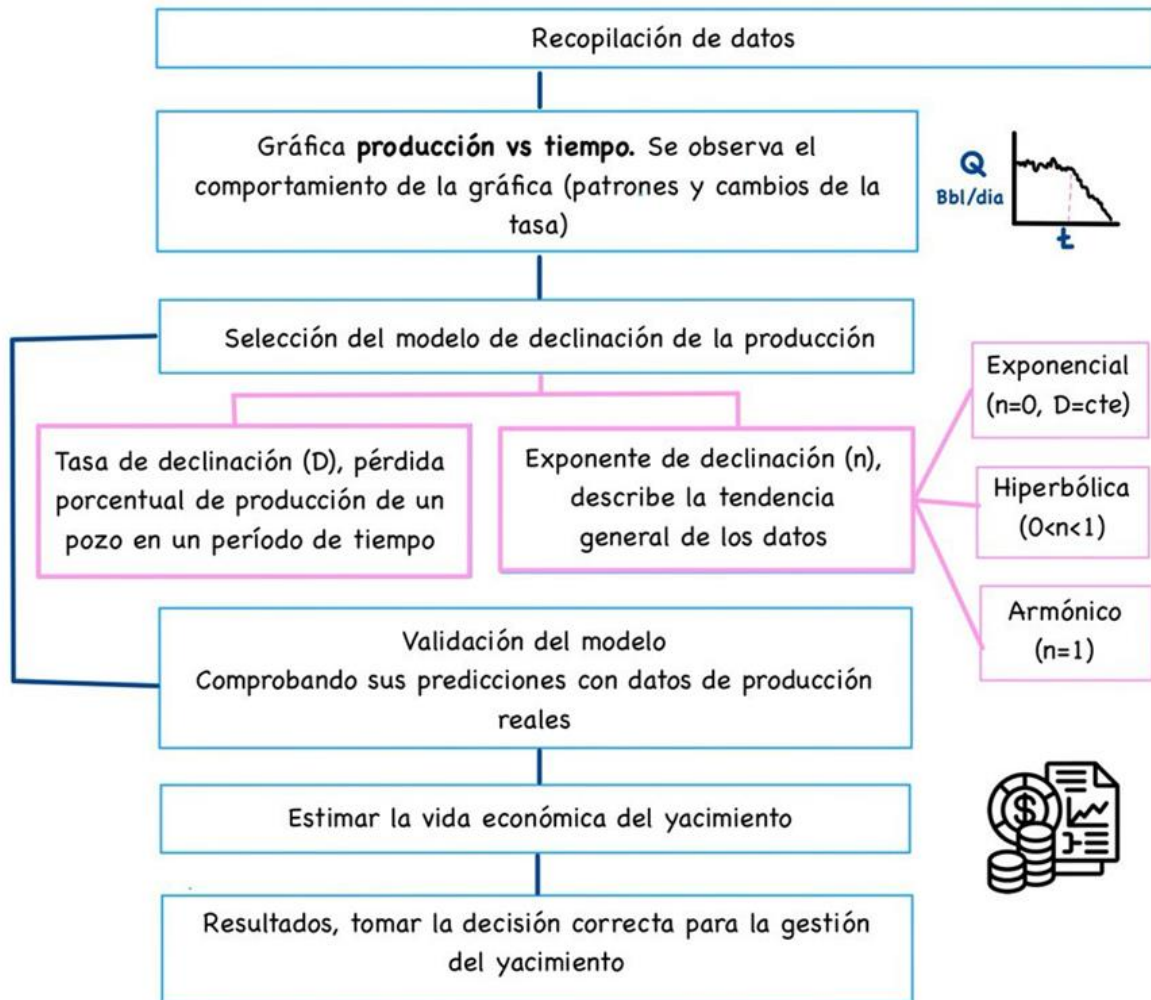 Recopilación de datos
Gráfica producción vs tiempo. Se observa el
comportamiento de la gráfica (patrones y cambios de la
tasa)
Q
Bbl/dia
t
Selección del modelo de declinación de la producción
Tasa de declinación (D), pérdida
porcentual de producción de un
pozo en un período de tiempo
Exponente de declinación (n),
describe la tendencia
general de los datos
Exponencial
(n=0, D=cte)
Hiperbólica
(0<n<1)
Armónico
(n=1)
Validación del modelo
Comprobando sus predicciones con datos de producción
reales
Estimar la vida económica del yacimiento
$
Resultados, tomar la decisión correcta para la gestión
del yacimiento